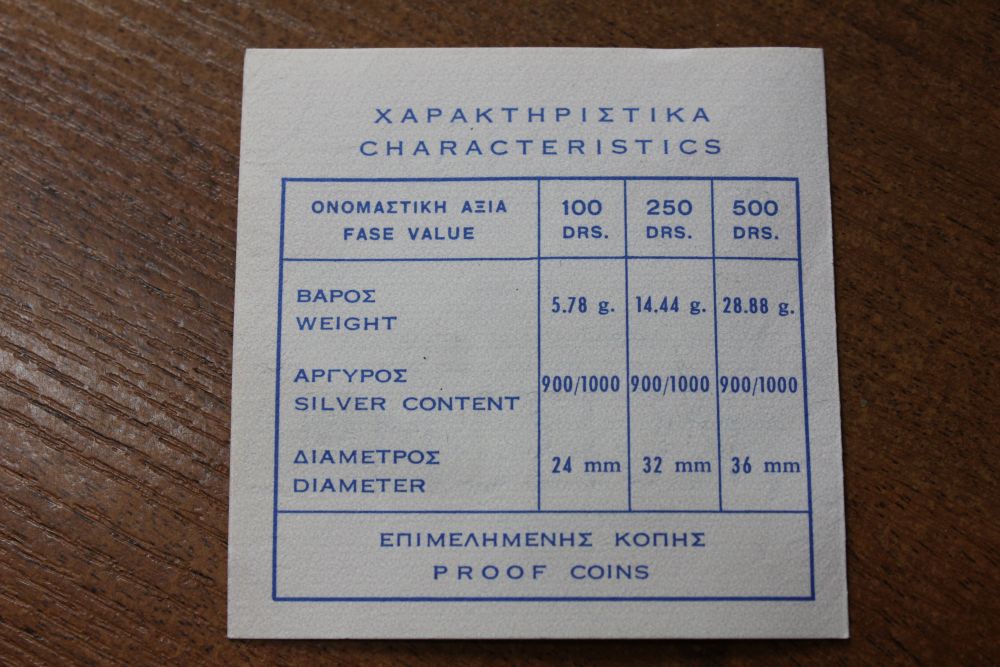 ΧΑΡΑΚΤΗΡΙΣΤΙΚΑ
CHARACTERISTICS
ΟΝΟΜΑΣΤΙΚΗ ΑΞΙΑ 100 250 500
FASE VALUE DRS. DRS. DRS.
ΒΑΡΟΣ
WEIGHT 5.78 g. 14.44 g. 28.88 g.
ΑΡΓΥΡΟΣ
SILVER CONTENT 900/1000 900/1000 900/1000
ΔΙΑΜΕΤΡΟΣ
DIAMETER 24 mm 32 mm 36 mm
ΕΠΙΜΕΛΗΜΕΝΗΣ ΚΟΠΗΣ
PROOF COINS